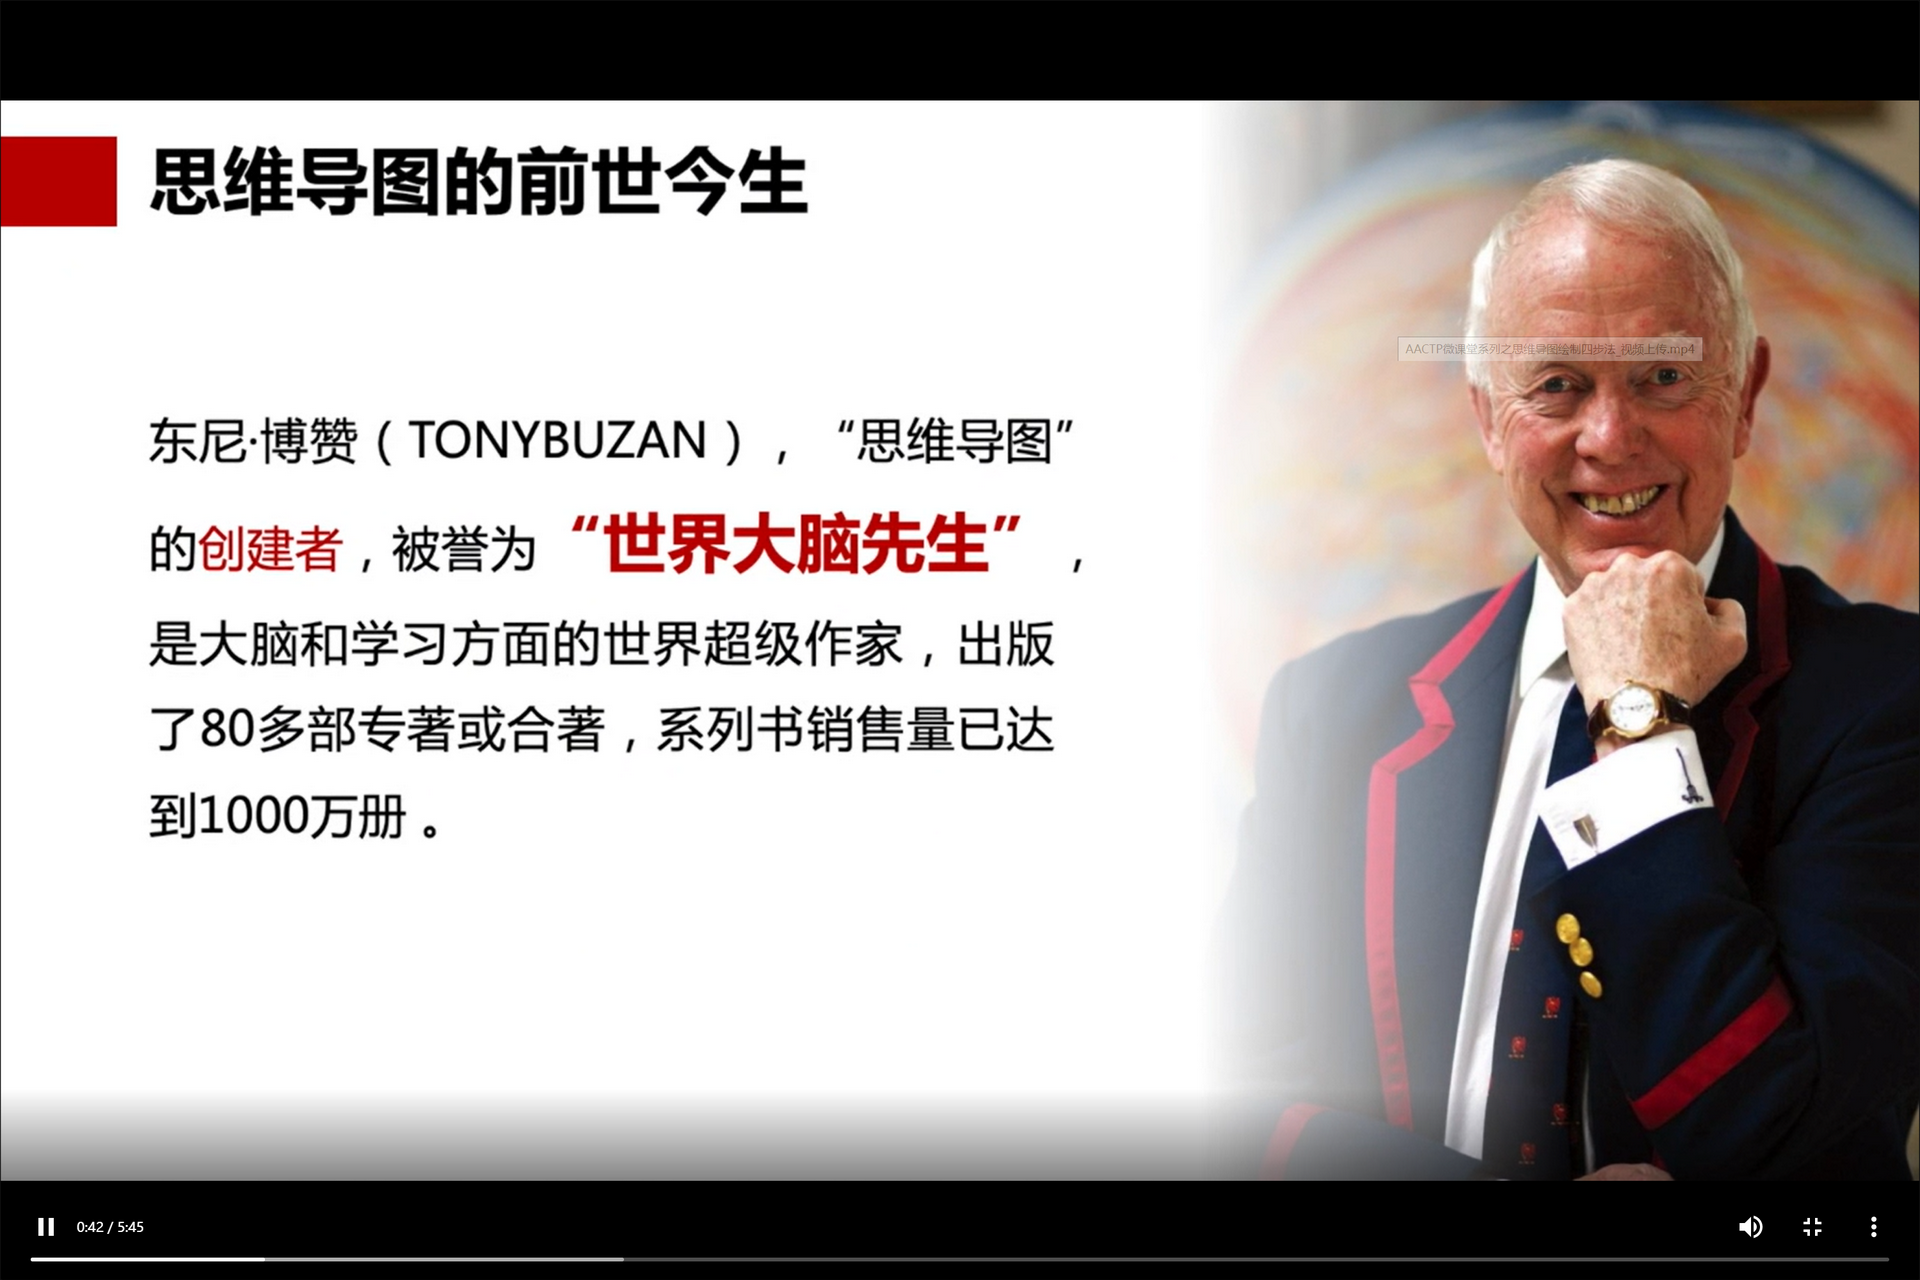 思维导图的前世今生
AACTP微课堂系列之思维导图绘制四步法_视频上传.mp4
东尼·博赞（TONYBUZAN），“思维导图”
的创建者，被誉为“世界大脑先生”，
是大脑和学习方面的世界超级作家，出版
了80多部专著或合著，系列书销售量已达
到1000万册。
0:42 / 5:45